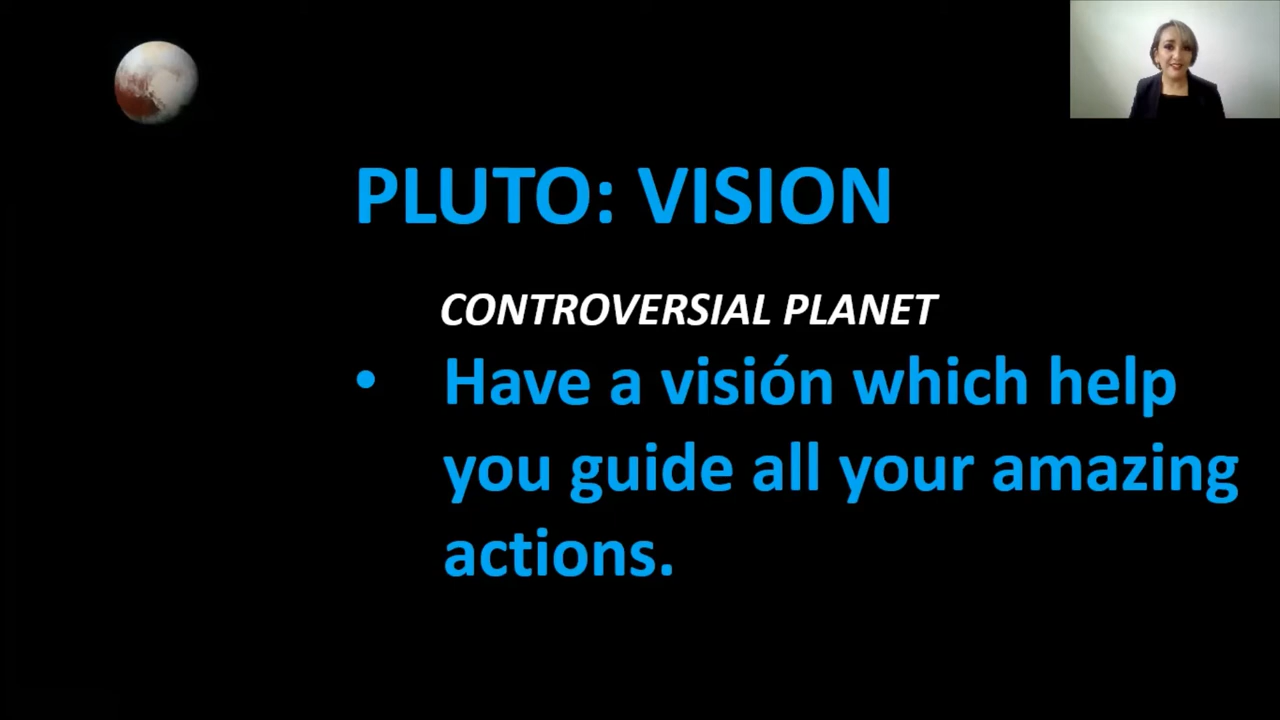 PLUTO: VISION
CONTROVERSIAL PLANET
• Have a visión which help
you guide all your amazing
actions.